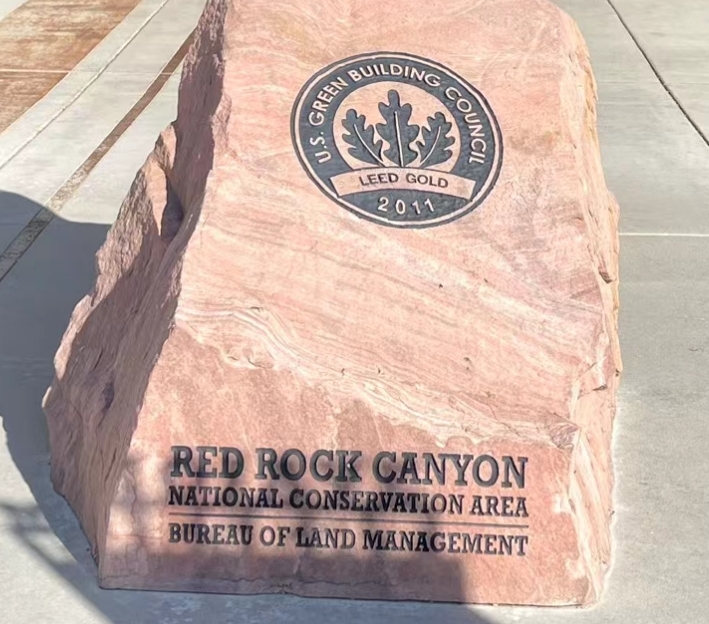 U.S. GREEN BUILDING COUNCIL
LEED GOLD
2011
RED ROCK CANYON
NATIONAL CONSERVATION AREA
BUREAU OF LAND MANAGEMENT